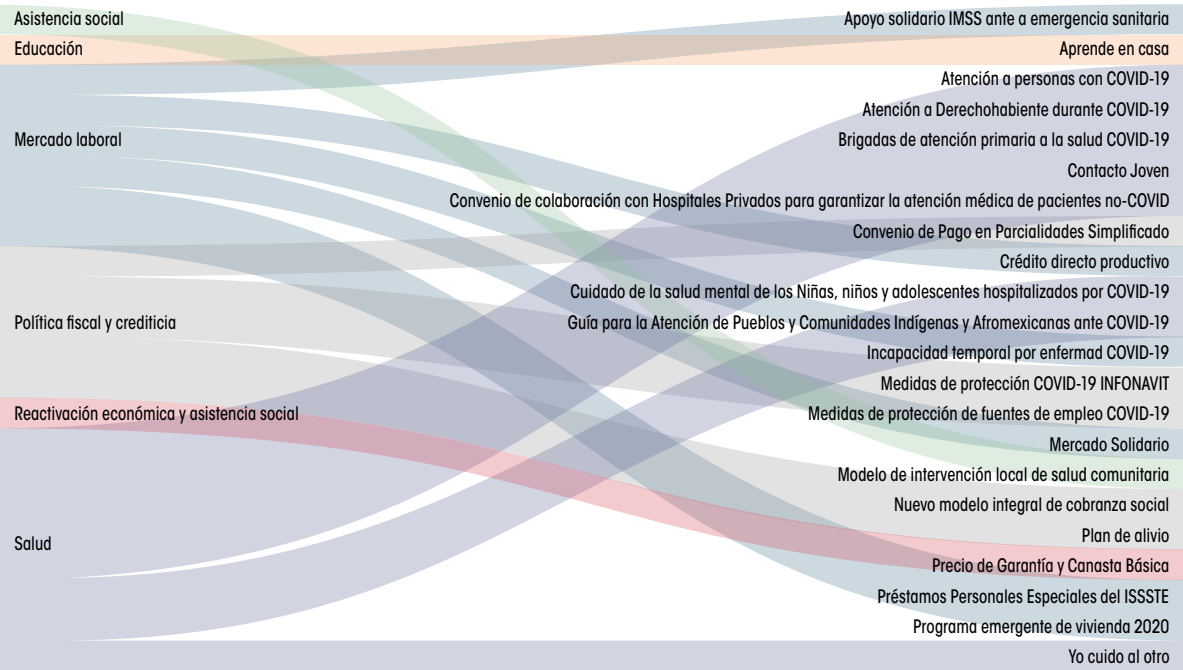 Asistencia social
Educación
Mercado laboral
Política fiscal y crediticia
Reactivación económica y asistencia social
Salud
Apoyo solidario IMSS ante a emergencia sanitaria
Aprende en casa
Atención a personas con COVID-19
Atención a Derechohabiente durante COVID-19
Brigadas de atención primaria a la salud COVID-19
Contacto Joven
Convenio de colaboración con Hospitales Privados para garantizar la atención médica de pacientes no-COVID
Convenio de Pago en Parcialidades Simplificado
Crédito directo productivo
Cuidado de la salud mental de los Niñas, niños y adolescentes hospitalizados por COVID-19
Guía para la Atención de Pueblos y Comunidades Indígenas y Afromexicanas ante COVID-19
Incapacidad temporal por enfermad COVID-19
Medidas de protección COVID-19 INFONAVIT
Medidas de protección de fuentes de empleo COVID-19
Mercado Solidario
Modelo de intervención local de salud comunitaria
Nuevo modelo integral de cobranza social
Plan de alivio
Precio de Garantía y Canasta Básica
Préstamos Personales Especiales del ISSSTE
Programa emergente de vivienda 2020
Yo cuido al otro